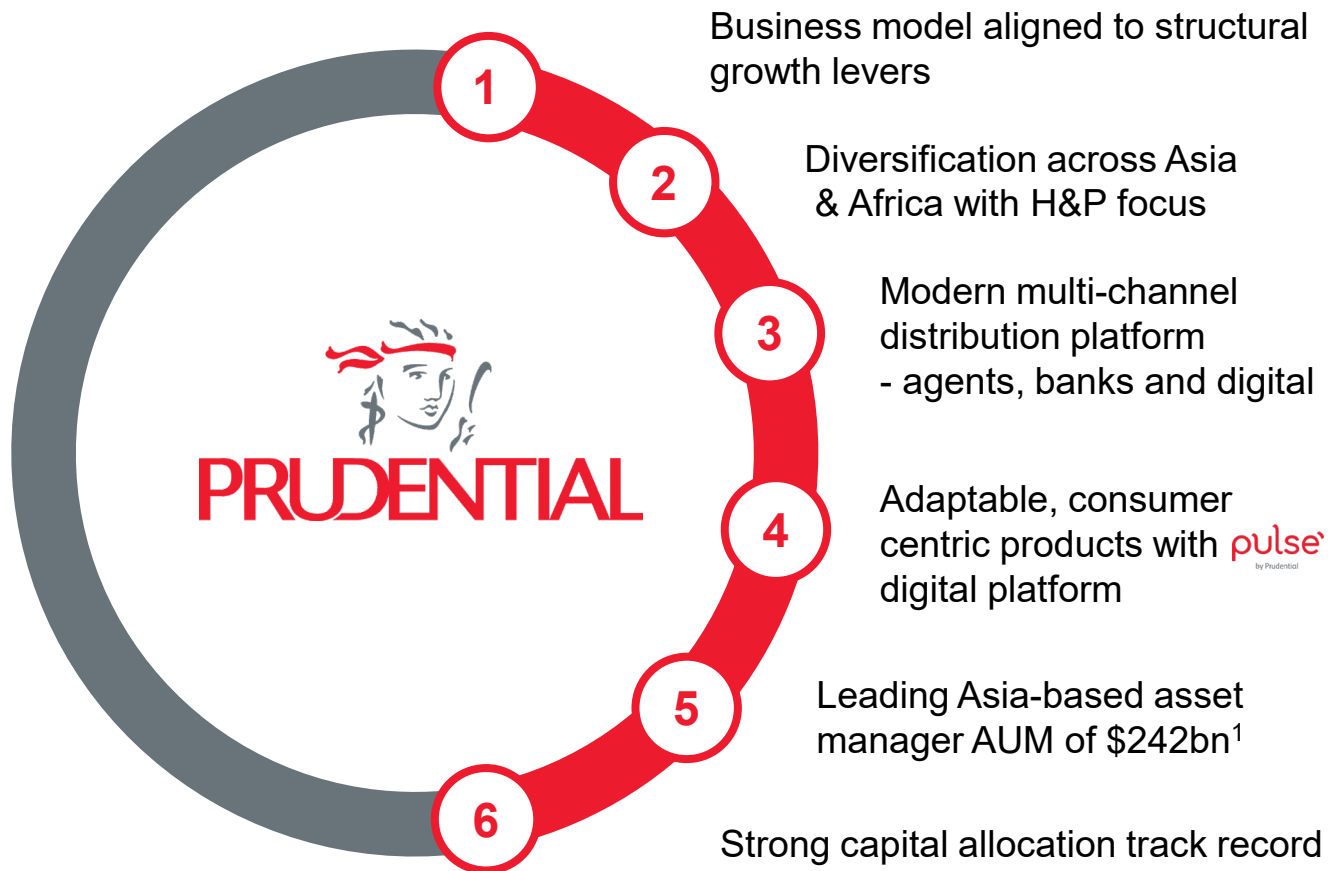 1
Business model aligned to structural
growth levers
2
Diversification across Asia
& Africa with H&P focus
3
Modern multi-channel
distribution platform
- agents, banks and digital
PRUDENTIAL
4
Adaptable, consumer
centric products with pulse
by Prudential
digital platform
5
Leading Asia-based asset
manager AUM of $242bn¹
6
Strong capital allocation track record